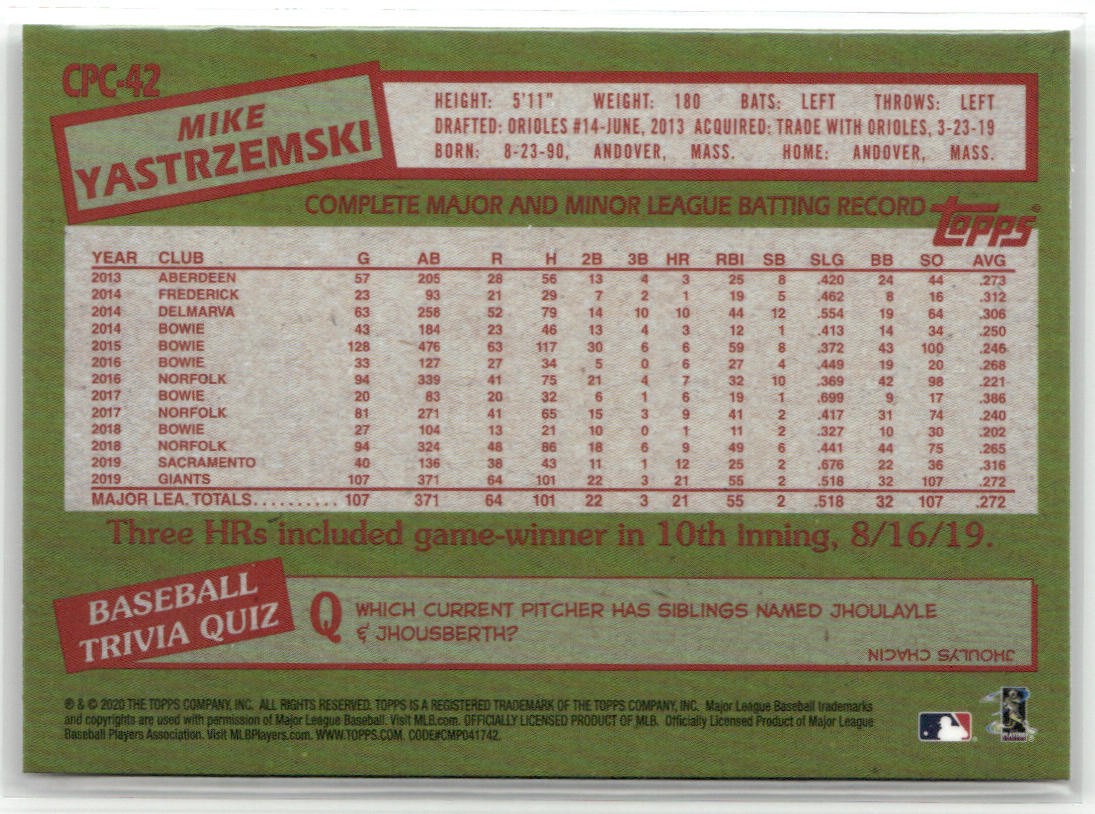 CPC-42
MIKE
YASTRZEMSKI
HEIGHT: 5'11" WEIGHT: 180 BATS: LEFT THROWS: LEFT
DRAFTED: ORIOLES #14-JUNE, 2013 ACQUIRED: TRADE WITH ORIOLES, 3-23-19
BORN: 8-23-90, ANDOVER, MASS. HOME: ANDOVER, MASS.
COMPLETE MAJOR AND MINOR LEAGUE BATTING RECORD
topps®
YEAR CLUB G AB R H 2B 3B HR RBI SB SLG BB SO AVG
2013 ABERDEEN 57 205 28 56 13 4 3 25 8 .420 24 44 .273
2014 FREDERICK 23 93 21 29 7 2 1 19 5 .462 8 16 .312
2014 DELMARVA 63 258 52 79 14 10 10 44 12 .554 19 64 .306
2014 BOWIE 43 184 23 46 13 4 3 12 1 .413 14 34 .250
2015 BOWIE 128 476 63 117 30 6 6 59 8 .372 43 100 .246
2016 BOWIE 33 127 27 34 5 0 6 27 4 .449 19 20 .268
2016 NORFOLK 94 339 41 75 21 4 7 32 10 .369 42 98 .221
2017 BOWIE 20 83 20 32 6 1 6 19 1 .699 9 17 .386
2017 NORFOLK 81 271 41 65 15 3 9 41 2 .417 31 74 .240
2018 BOWIE 27 104 13 21 10 0 1 11 2 .327 10 30 .202
2018 NORFOLK 94 324 48 86 18 6 9 49 6 .441 44 75 .265
2019 SACRAMENTO 40 136 38 43 11 1 12 25 2 .676 22 36 .316
2019 GIANTS 107 371 64 101 22 3 21 55 2 .518 32 107 .272
MAJOR LEA. TOTALS.......... 107 371 64 101 22 3 21 55 2 .518 32 107 .272
Three HRs included game-winner in 10th inning, 8/16/19.
BASEBALL
TRIVIA QUIZ
Q WHICH CURRENT PITCHER HAS SIBLINGS NAMED JHOULAYLE
& JHOUSBERTH?
JHOULYS CHACIN
® & © 2020 THE TOPPS COMPANY, INC. ALL RIGHTS RESERVED. TOPPS IS A REGISTERED TRADEMARK OF THE TOPPS COMPANY, INC. Major League Baseball trademarks
and copyrights are used with permission of Major League Baseball. Visit MLB.com. OFFICIALLY LICENSED PRODUCT OF MLB. Officially Licensed Product of Major League
Baseball Players Association. Visit MLBPlayers.com. WWW.TOPPS.COM. CODE#CMP041742.